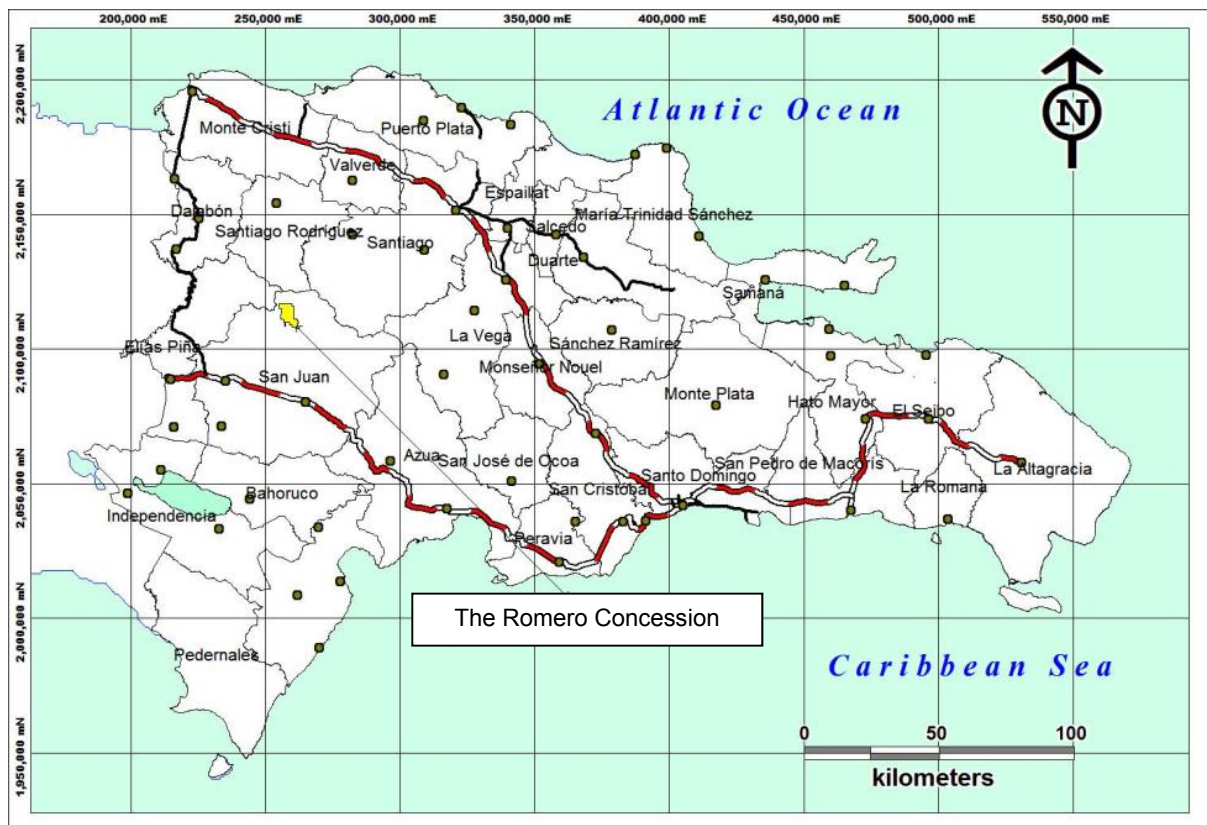 200,000 mE 250,000 mE 300,000 mE 350,000 mE 400,000 mE 450,000 mE 500,000 mE 550,000 mE
2,200,000 mN
2,150,000 mN
2,100,000 mN
2,050,000 mN
2,000,000 mN
1,950,000 mN
Atlantic Ocean
N
Monte Cristi
Puerto Plata
Valverde
Espaillat
Dajabón
María Trinidad Sánchez
Santiago Rodríguez
Salcedo
Santiago
Duarte
Samaná
La Vega
Sánchez Ramírez
Elías Piña
Monseñor Nouel
San Juan
Monte Plata
Hato Mayor
El Seibo
Azua
San José de Ocoa
San Pedro de Macorís
La Altagracia
Santo Domingo
San Cristóbal
La Romana
Bahoruco
Independencia
Peravia
The Romero Concession
Pedernales
Caribbean Sea
0 50 100
kilometers